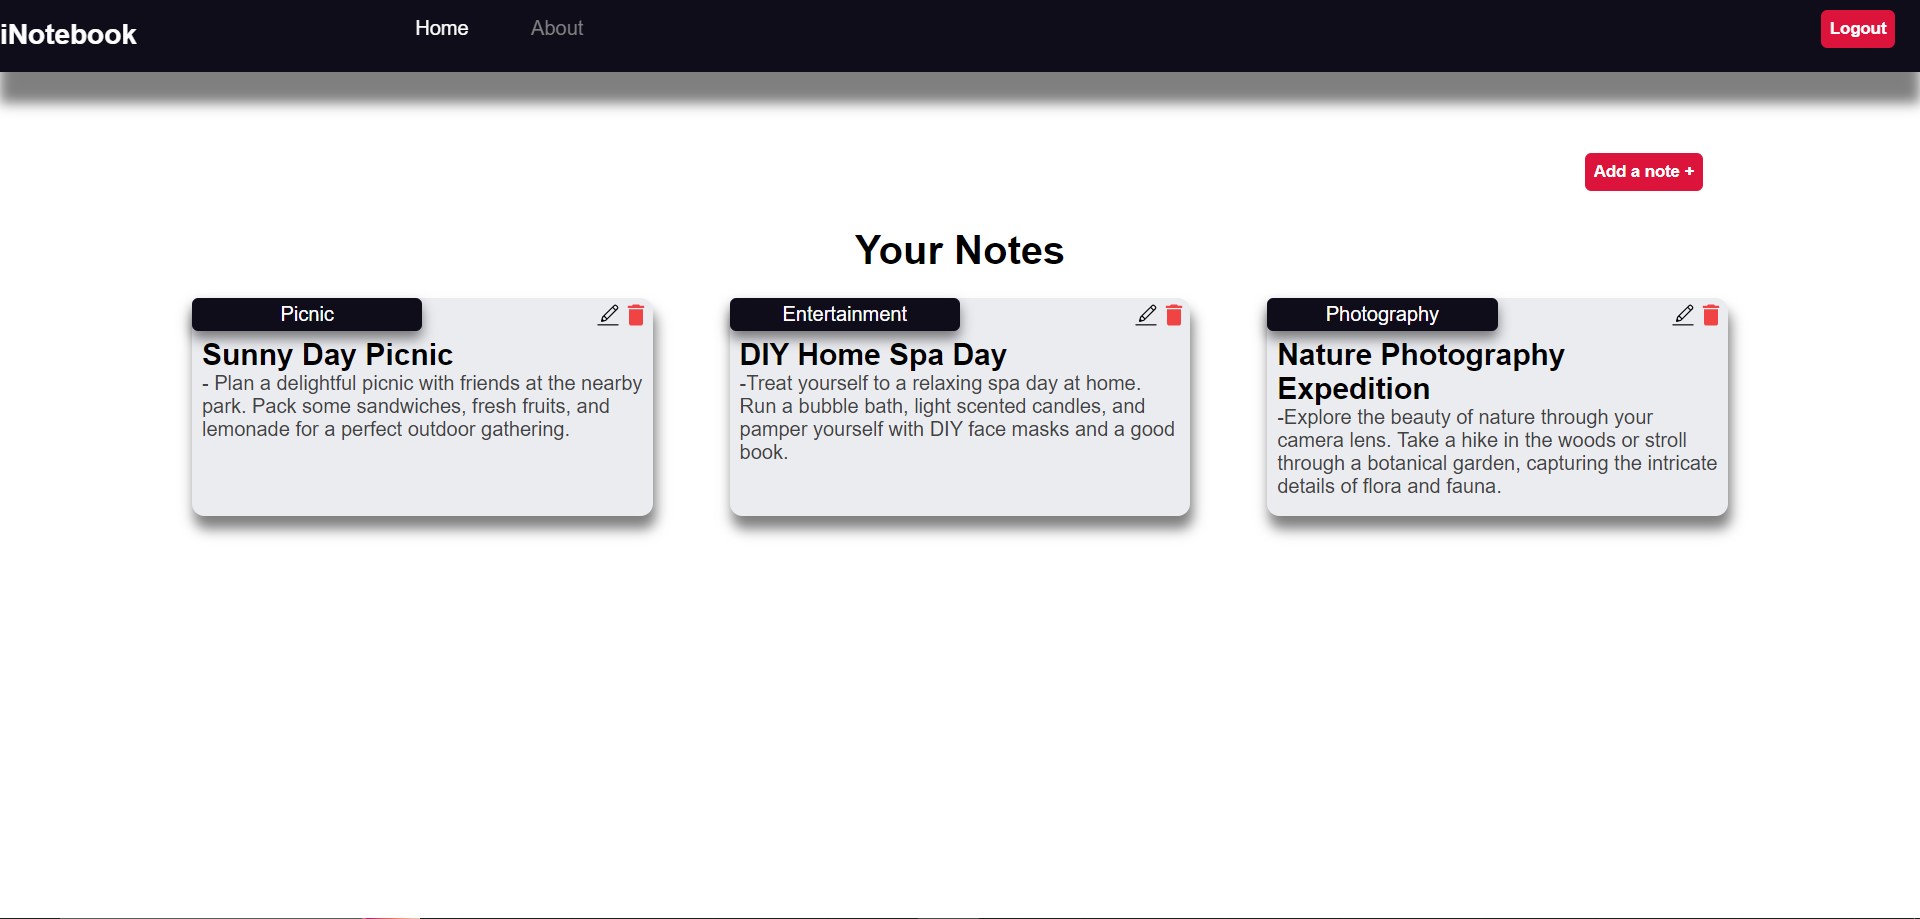 iNotebook
Home
About
Logout
Add a note +
Your Notes
Picnic
Sunny Day Picnic
- Plan a delightful picnic with friends at the nearby
park. Pack some sandwiches, fresh fruits, and
lemonade for a perfect outdoor gathering.
Entertainment
DIY Home Spa Day
-Treat yourself to a relaxing spa day at home.
Run a bubble bath, light scented candles, and
pamper yourself with DIY face masks and a good
book.
Photography
Nature Photography
Expedition
-Explore the beauty of nature through your
camera lens. Take a hike in the woods or stroll
through a botanical garden, capturing the intricate
details of flora and fauna.